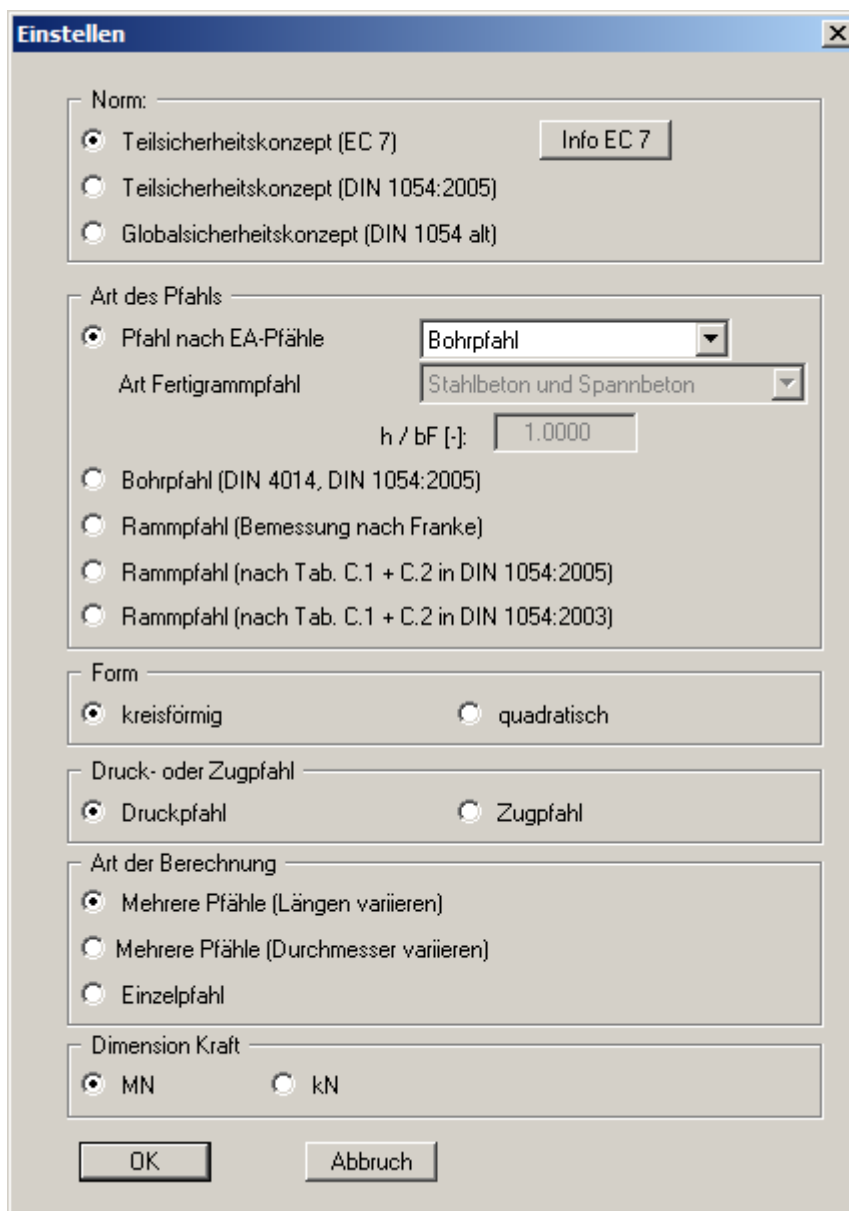 Einstellen
Norm:
Teilsicherheitskonzept (EC 7) Info EC 7
Teilsicherheitskonzept (DIN 1054:2005)
Globalsicherheitskonzept (DIN 1054 alt)
Art des Pfahls
Pfahl nach EA-Pfähle Bohrpfahl
Art Fertigrammpfahl Stahlbeton und Spannbeton
h / bF [-]: 1.0000
Bohrpfahl (DIN 4014, DIN 1054:2005)
Rammpfahl (Bemessung nach Franke)
Rammpfahl (nach Tab. C.1 + C.2 in DIN 1054:2005)
Rammpfahl (nach Tab. C.1 + C.2 in DIN 1054:2003)
Form
kreisförmig quadratisch
Druck- oder Zugpfahl
Druckpfahl Zugpfahl
Art der Berechnung
Mehrere Pfähle (Längen variieren)
Mehrere Pfähle (Durchmesser variieren)
Einzelpfahl
Dimension Kraft
MN kN
OK Abbruch